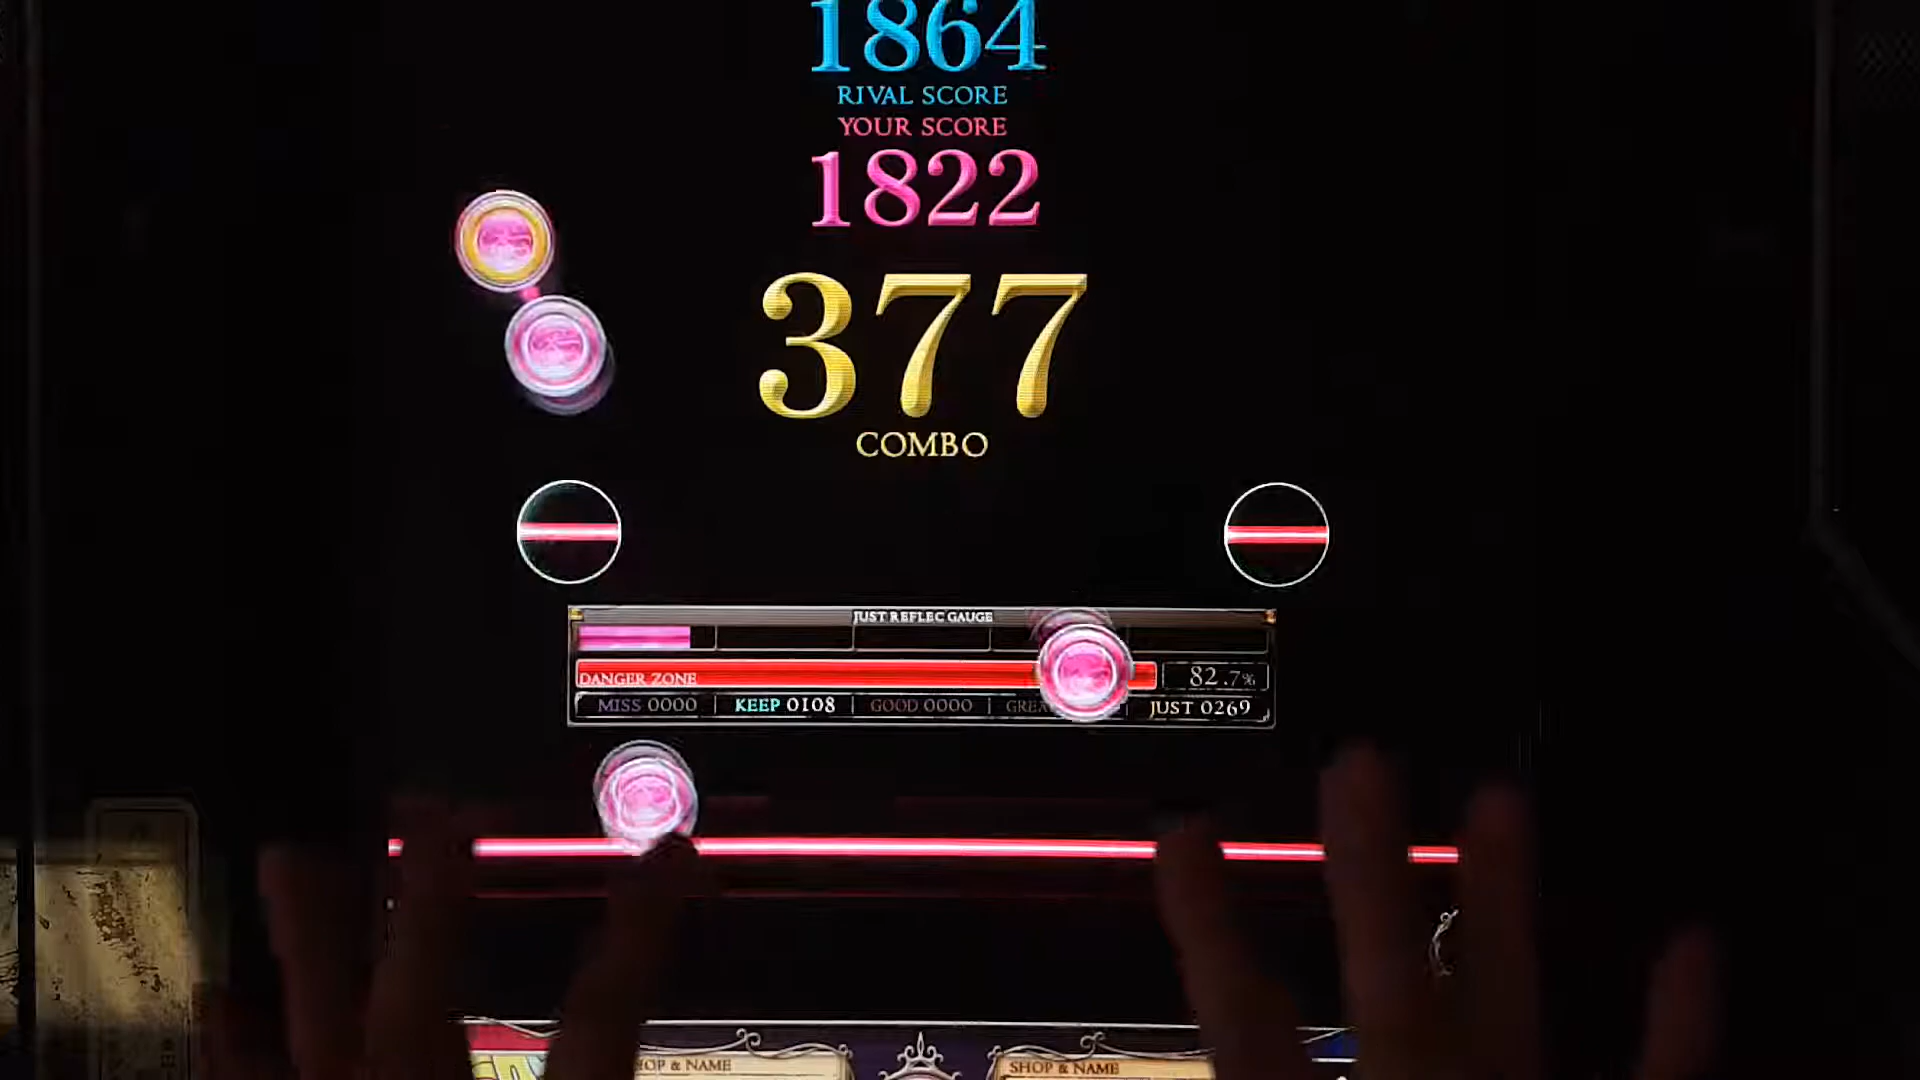 1864
RIVAL SCORE
YOUR SCORE
1822
377
COMBO
JUST REFLEC GAUGE
DANGER ZONE
82.7%
MISS 0000
KEEP 0108
GOOD 0000
JUST 0269
SHOP & NAME